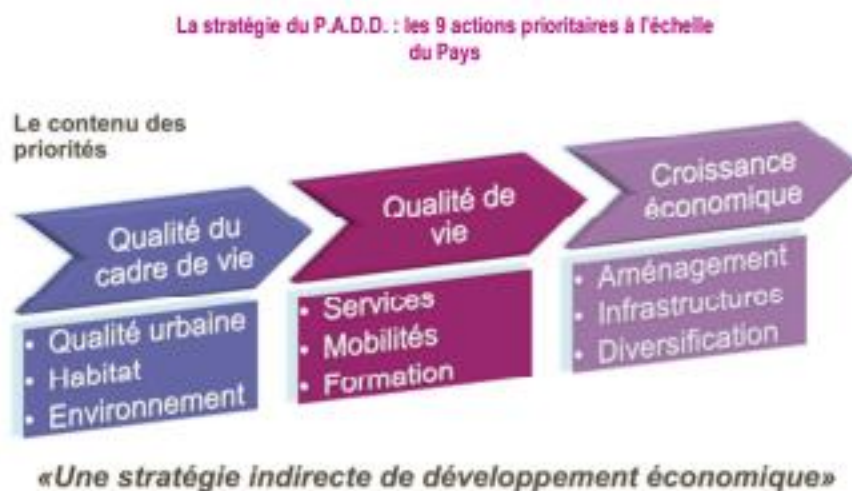 La stratégie du P.A.D.D. : les 9 actions prioritaires à l'échelle
du Pays
Le contenu des
priorités
Qualité du
cadre de vie
• Qualité urbaine
• Habitat
• Environnement
Qualité de
vie
• Services
• Mobilités
• Formation
Croissance
économique
• Aménagement
• Infrastructures
• Diversification
«Une stratégie indirecte de développement économique»